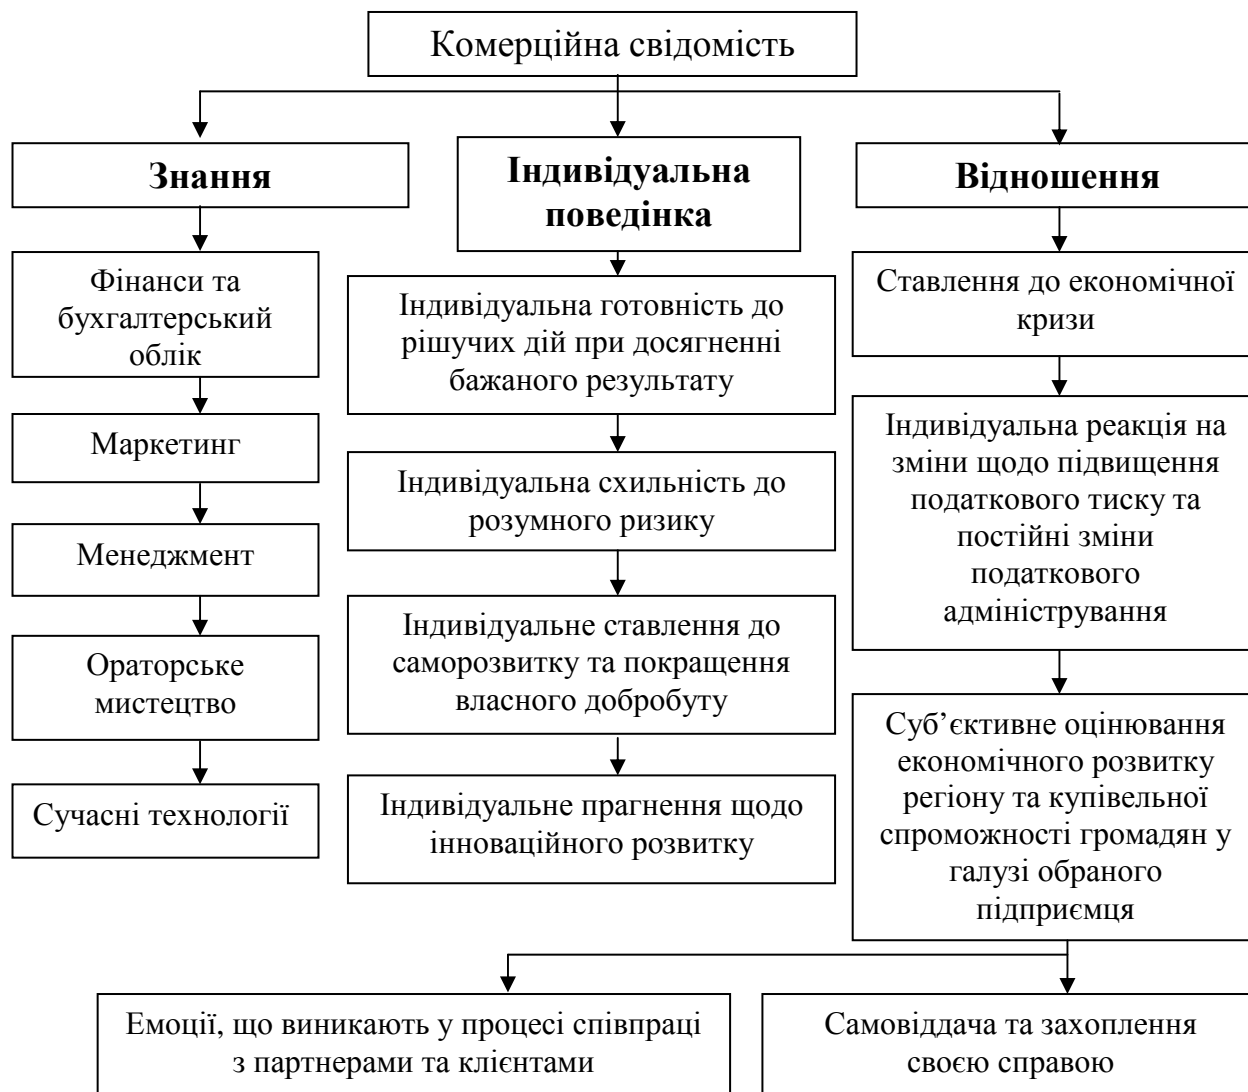 Комерційна свідомість
Знання
Фінанси та
бухгалтерський
облік
Маркетинг
Менеджмент
Ораторське
мистецтво
Сучасні технології
Індивідуальна
поведінка
Індивідуальна готовність до
рішучих дій при досягненні
бажаного результату
Індивідуальна схильність до
розумного ризику
Індивідуальне ставлення до
саморозвитку та покращення
власного добробуту
Індивідуальне прагнення щодо
інноваційного розвитку
Відношення
Ставлення до економічної
кризи
Індивідуальна реакція на
зміни щодо підвищення
податкового тиску та
постійні зміни
податкового
адміністрування
Суб’єктивне оцінювання
економічного розвитку
регіону та купівельної
спроможності громадян у
галузі обраного
підприємця
Емоції, що виникають у процесі співпраці
з партнерами та клієнтами
Самовіддача та захоплення
своєю справою